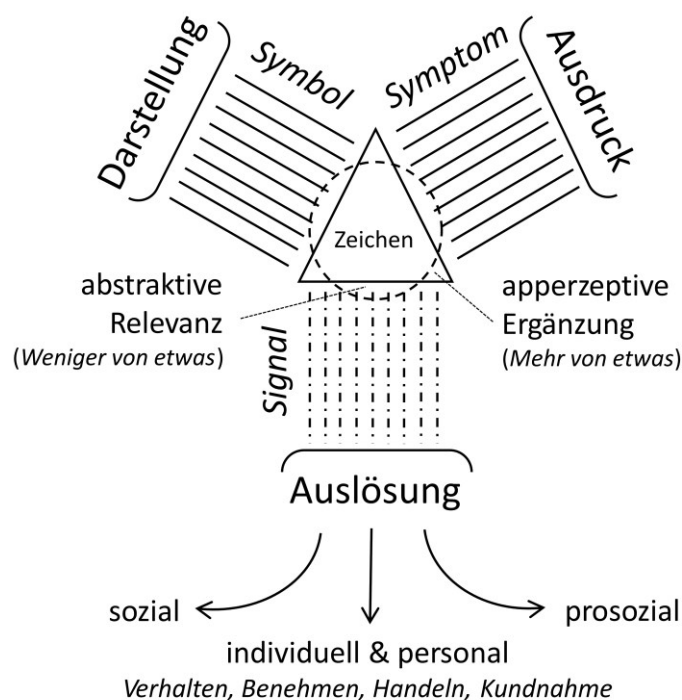 Darstellung
Symbol
Symptom
Ausdruck
Zeichen
abstraktive
Relevanz
(Weniger von etwas)
apperzeptive
Ergänzung
(Mehr von etwas)
Signal
Auslösung
sozial
prosozial
individuell & personal
Verhalten, Benehmen, Handeln, Kundnahme